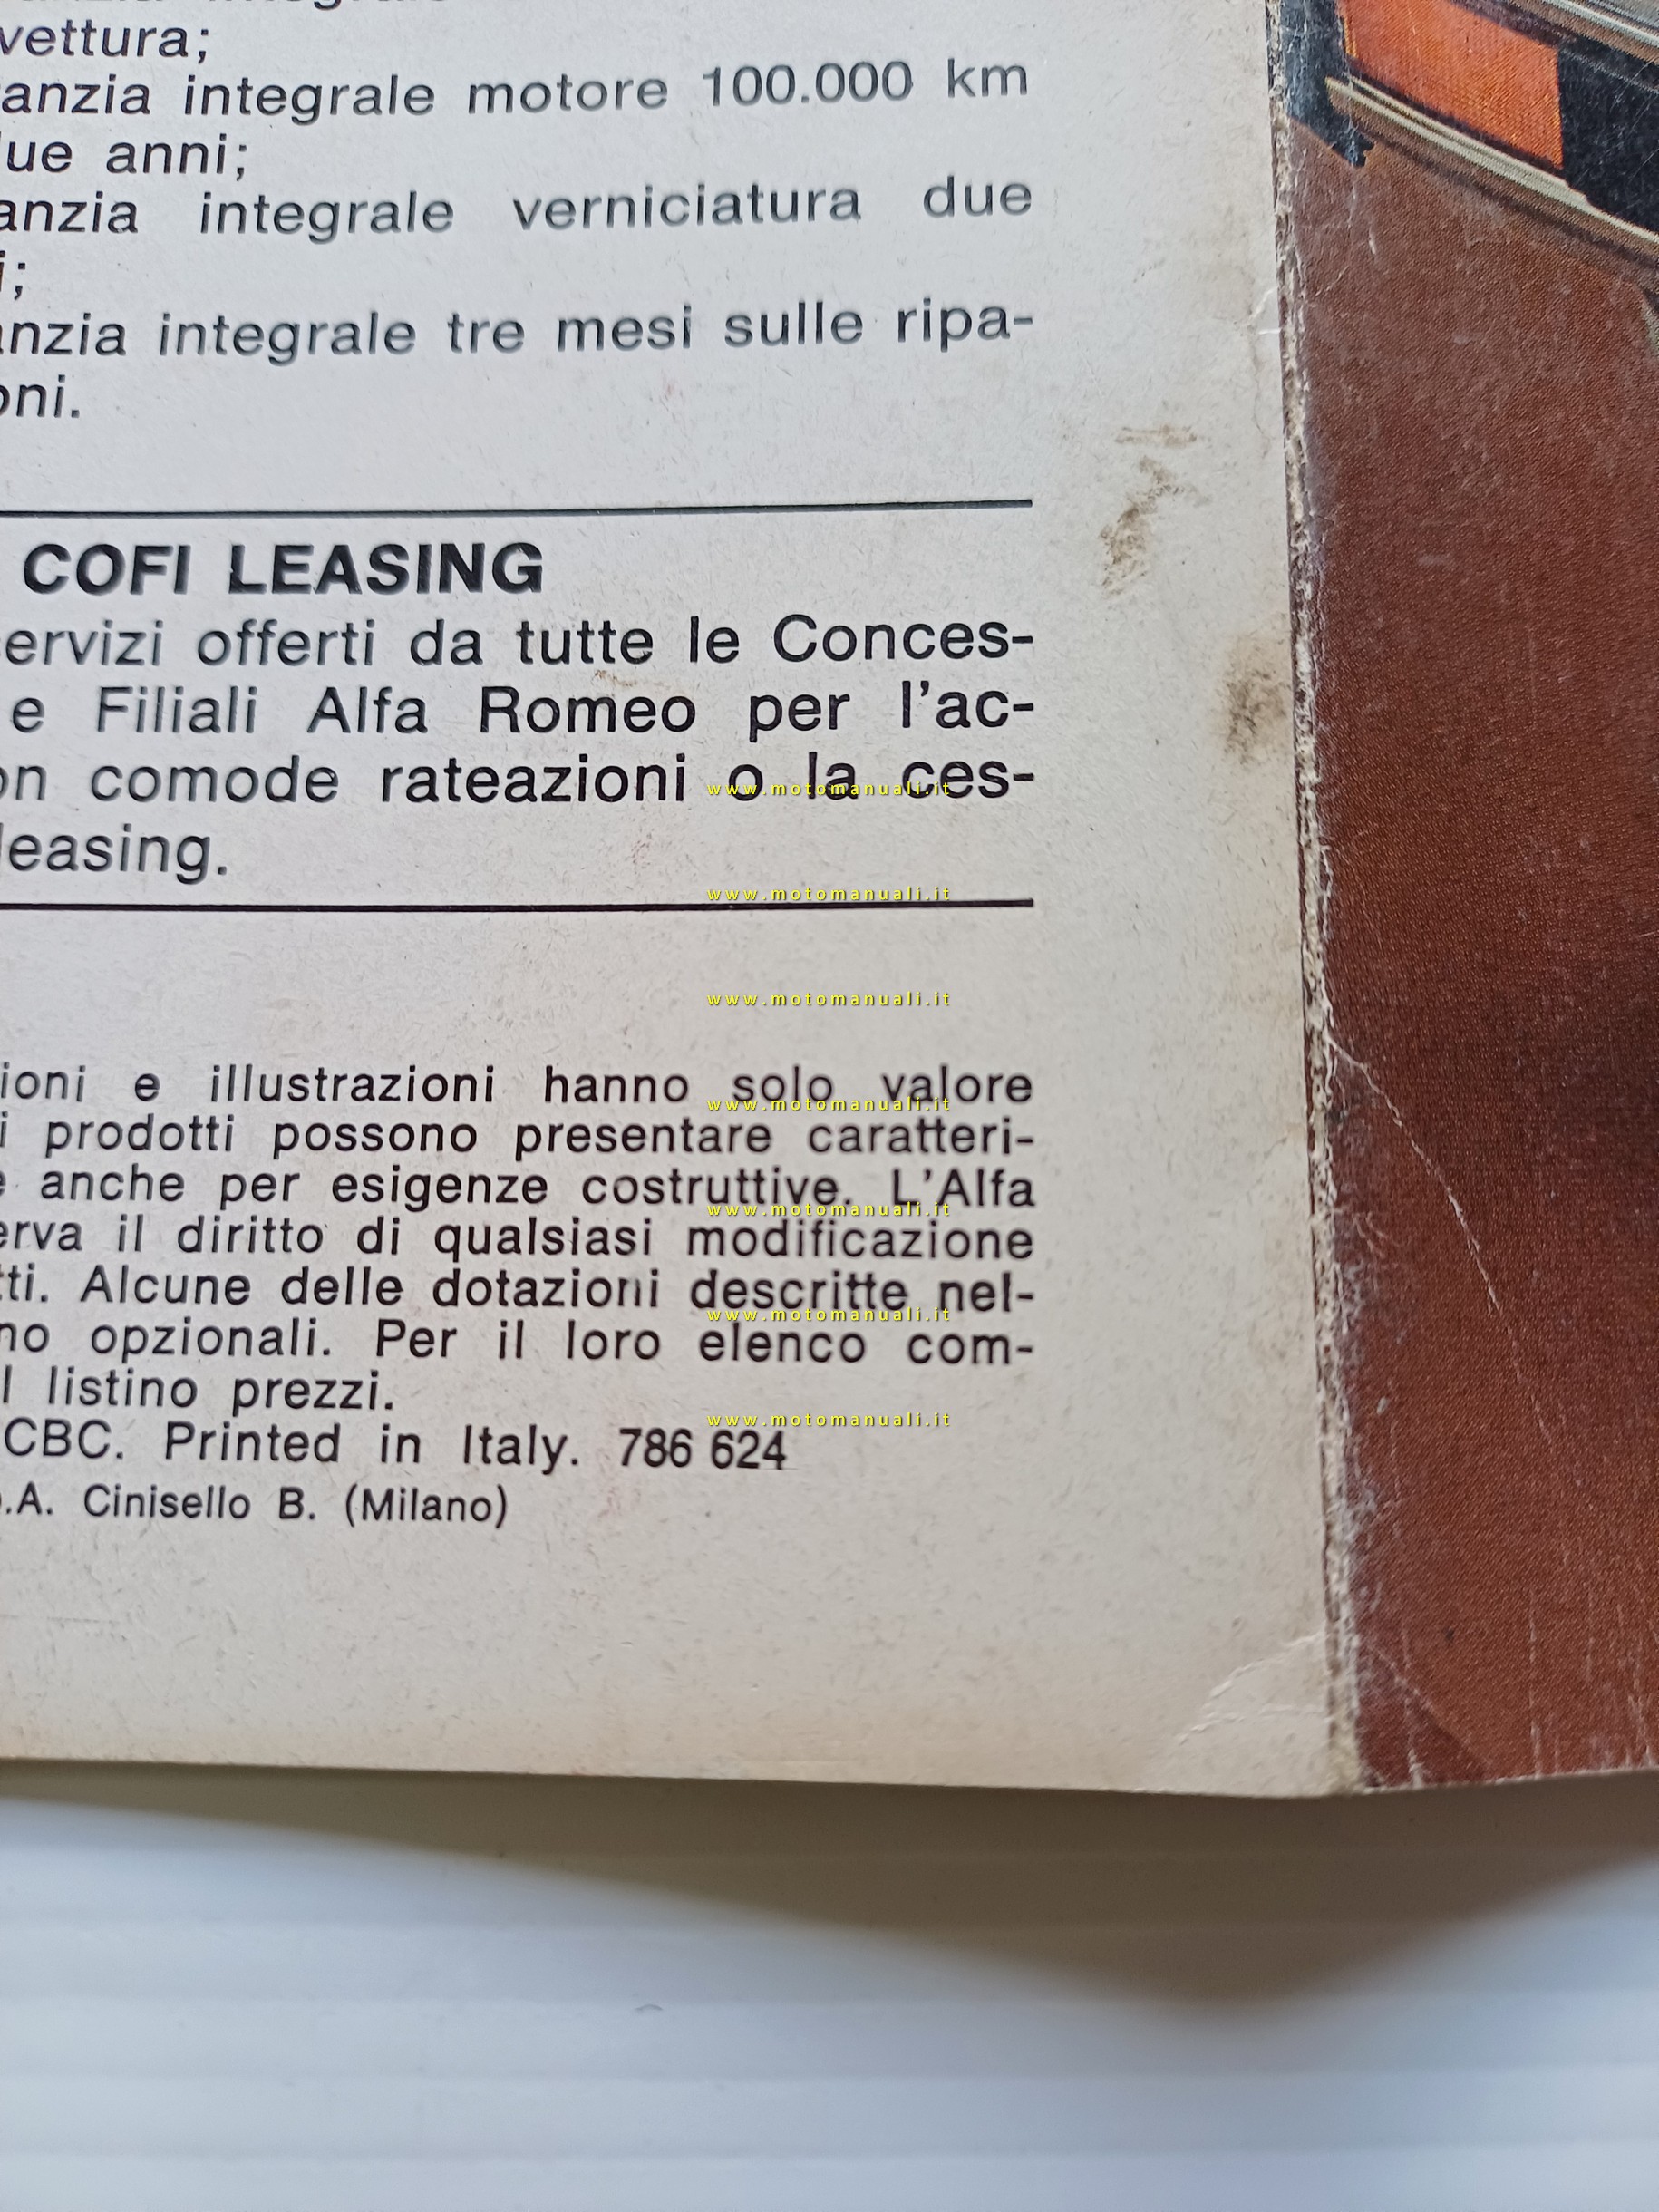 vettura;
anzia integrale motore 100.000 km
due anni;
anzia integrale verniciatura due
i;
anzia integrale tre mesi sulle ripa-
oni.
COFI LEASING
ervizi offerti da tutte le Conces-
e Filiali Alfa Romeo per l'ac-
on comode rateazioni o la ces-
leasing.
ioni e illustrazioni hanno solo valore
i prodotti possono presentare caratteri-
e anche per esigenze costruttive. L'Alfa
erva il diritto di qualsiasi modificazione
tti. Alcune delle dotazioni descritte nel-
no opzionali. Per il loro elenco com-
l listino prezzi.
CBC. Printed in Italy. 786 624
.A. Cinisello B. (Milano)
www.motomanuali.it
www.motomanuali.it
www.motomanuali.it
www.motomanuali.it
www.motomanuali.it
www.motomanuali.it
www.motomanuali.it